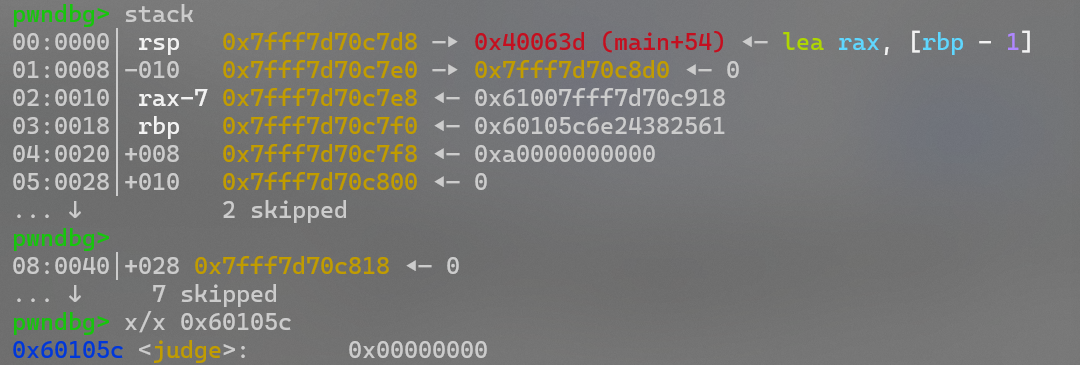 pwndbg> stack
00:0000│ rsp 0x7fff7d70c7d8 —▸ 0x40063d (main+54) ◂— lea rax, [rbp - 1]
01:0008│-010 0x7fff7d70c7e0 —▸ 0x7fff7d70c8d0 ◂— 0
02:0010│ rax-7 0x7fff7d70c7e8 ◂— 0x61007fff7d70c918
03:0018│ rbp 0x7fff7d70c7f0 ◂— 0x60105c6e24382561
04:0020│+008 0x7fff7d70c7f8 ◂— 0xa0000000000
05:0028│+010 0x7fff7d70c800 ◂— 0
... ↓ 2 skipped
pwndbg>
08:0040│+028 0x7fff7d70c818 ◂— 0
... ↓ 7 skipped
pwndbg> x/x 0x60105c
0x60105c <judge>: 0x00000000